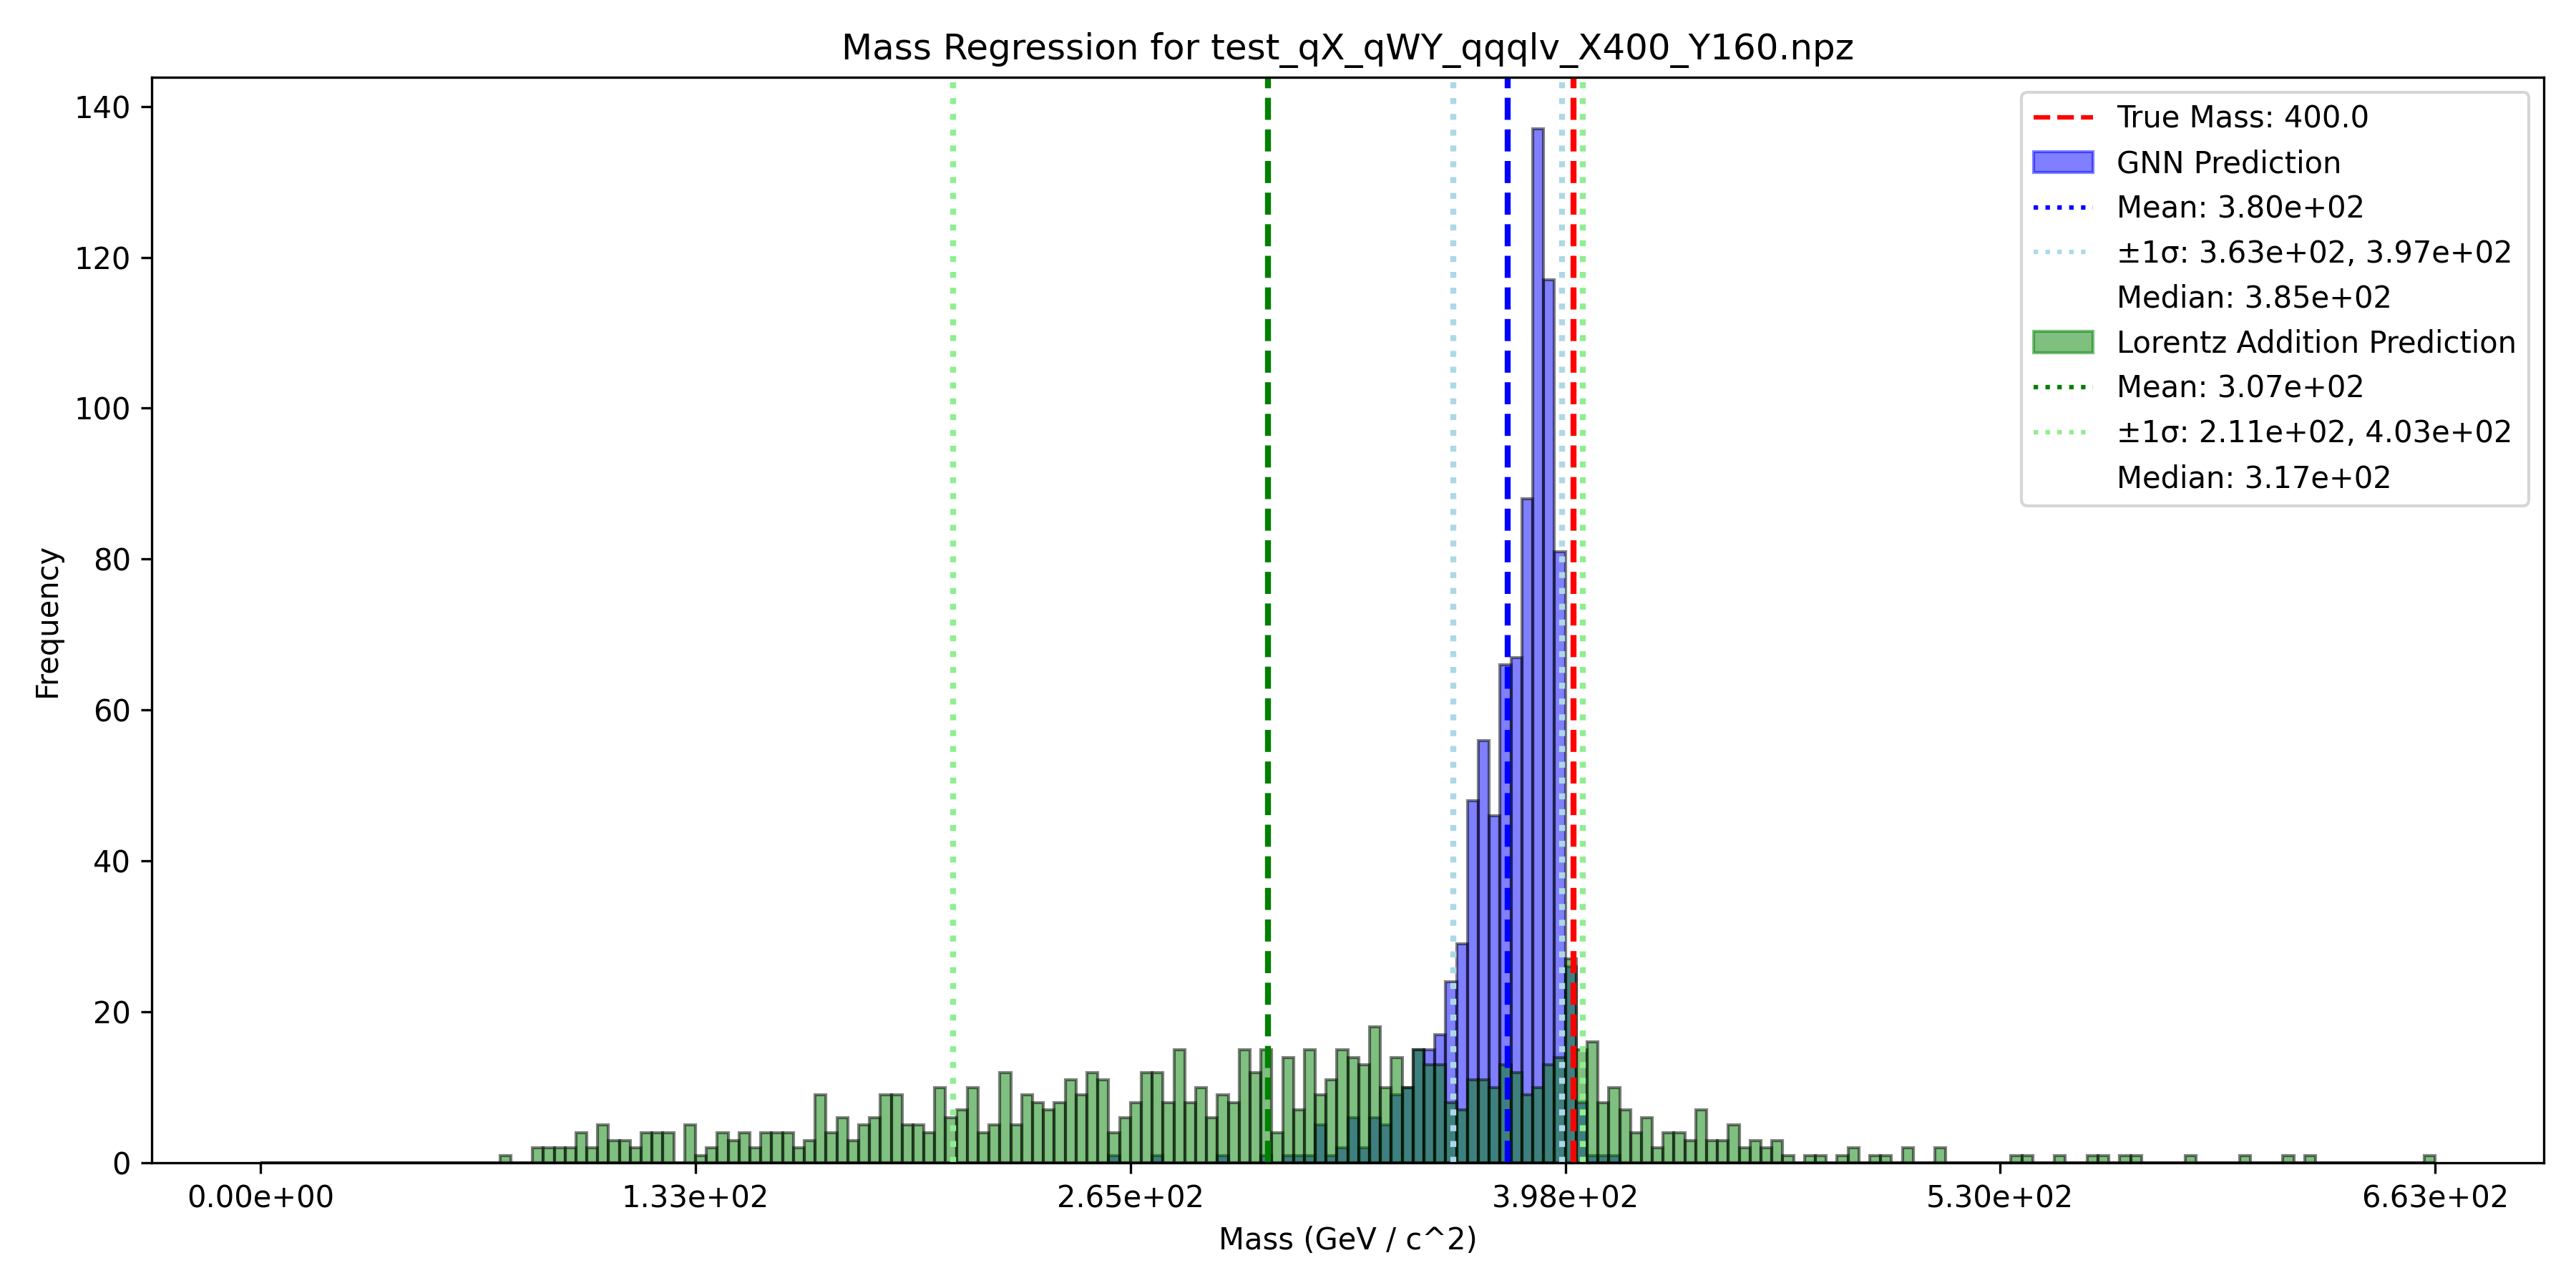 Mass Regression for test_qX_qWY_qqqlv_X400_Y160.npz
140
120
100
80
60
40
20
0
Frequency
True Mass: 400.0
GNN Prediction
Mean: 3.80e+02
±1σ: 3.63e+02, 3.97e+02
Median: 3.85e+02
Lorentz Addition Prediction
Mean: 3.07e+02
±1σ: 2.11e+02, 4.03e+02
Median: 3.17e+02
0.00e+00
1.33e+02
2.65e+02
3.98e+02
5.30e+02
6.63e+02
Mass (GeV / c^2)